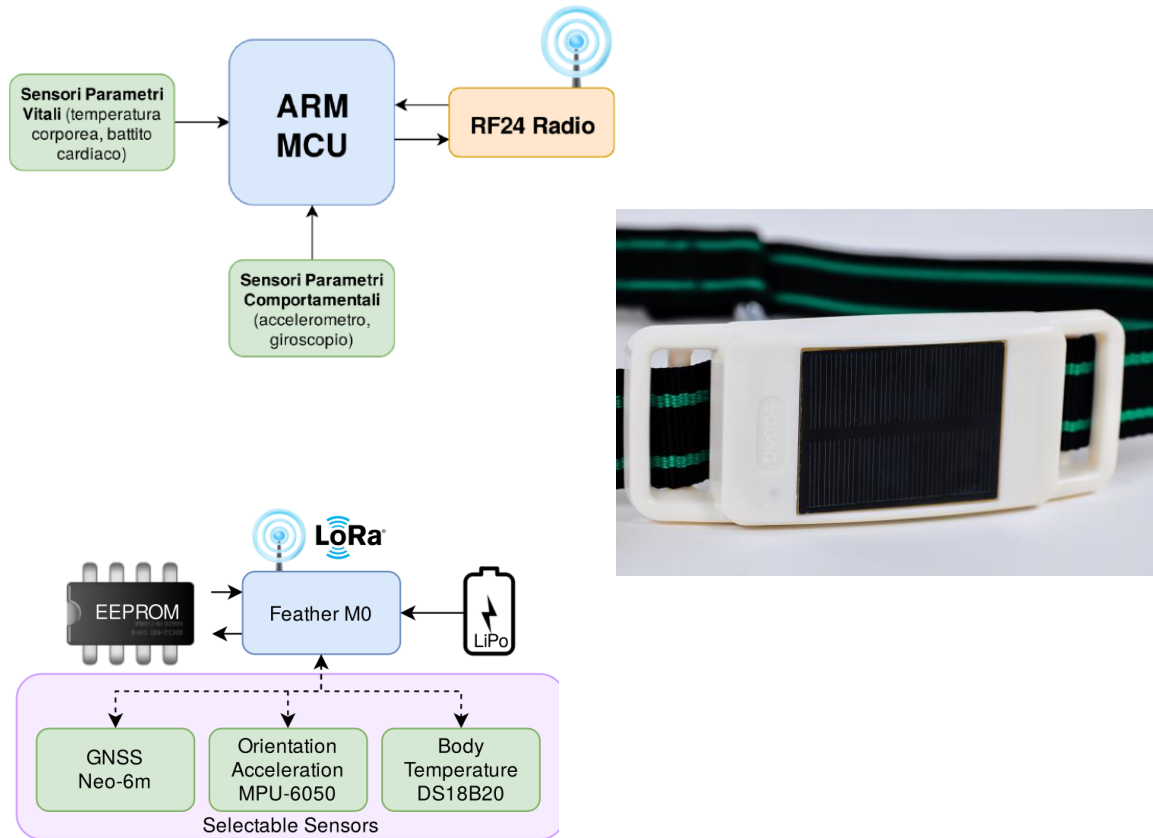 Sensori Parametri
Vitali (temperatura
corporea, battito
cardiaco)
ARM
MCU
RF24 Radio
Sensori Parametri
Comportamentali
(accelerometro,
giroscopio)
SODAQ
LoRa
EEPROM
Feather M0
LiPo
GNSS
Neo-6m
Orientation
Acceleration
MPU-6050
Body
Temperature
DS18B20
Selectable Sensors